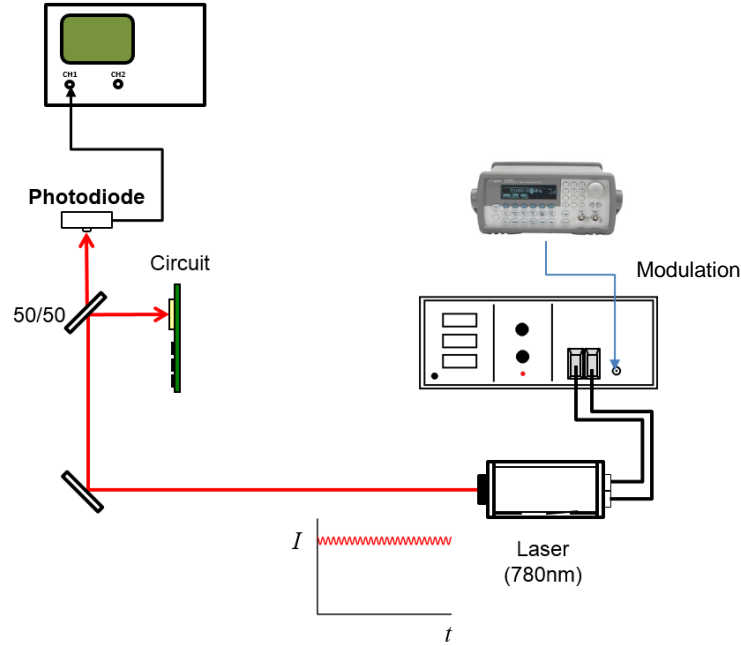 CH1 CH2
Photodiode
Circuit
50/50
Modulation
Laser
(780nm)
I
t